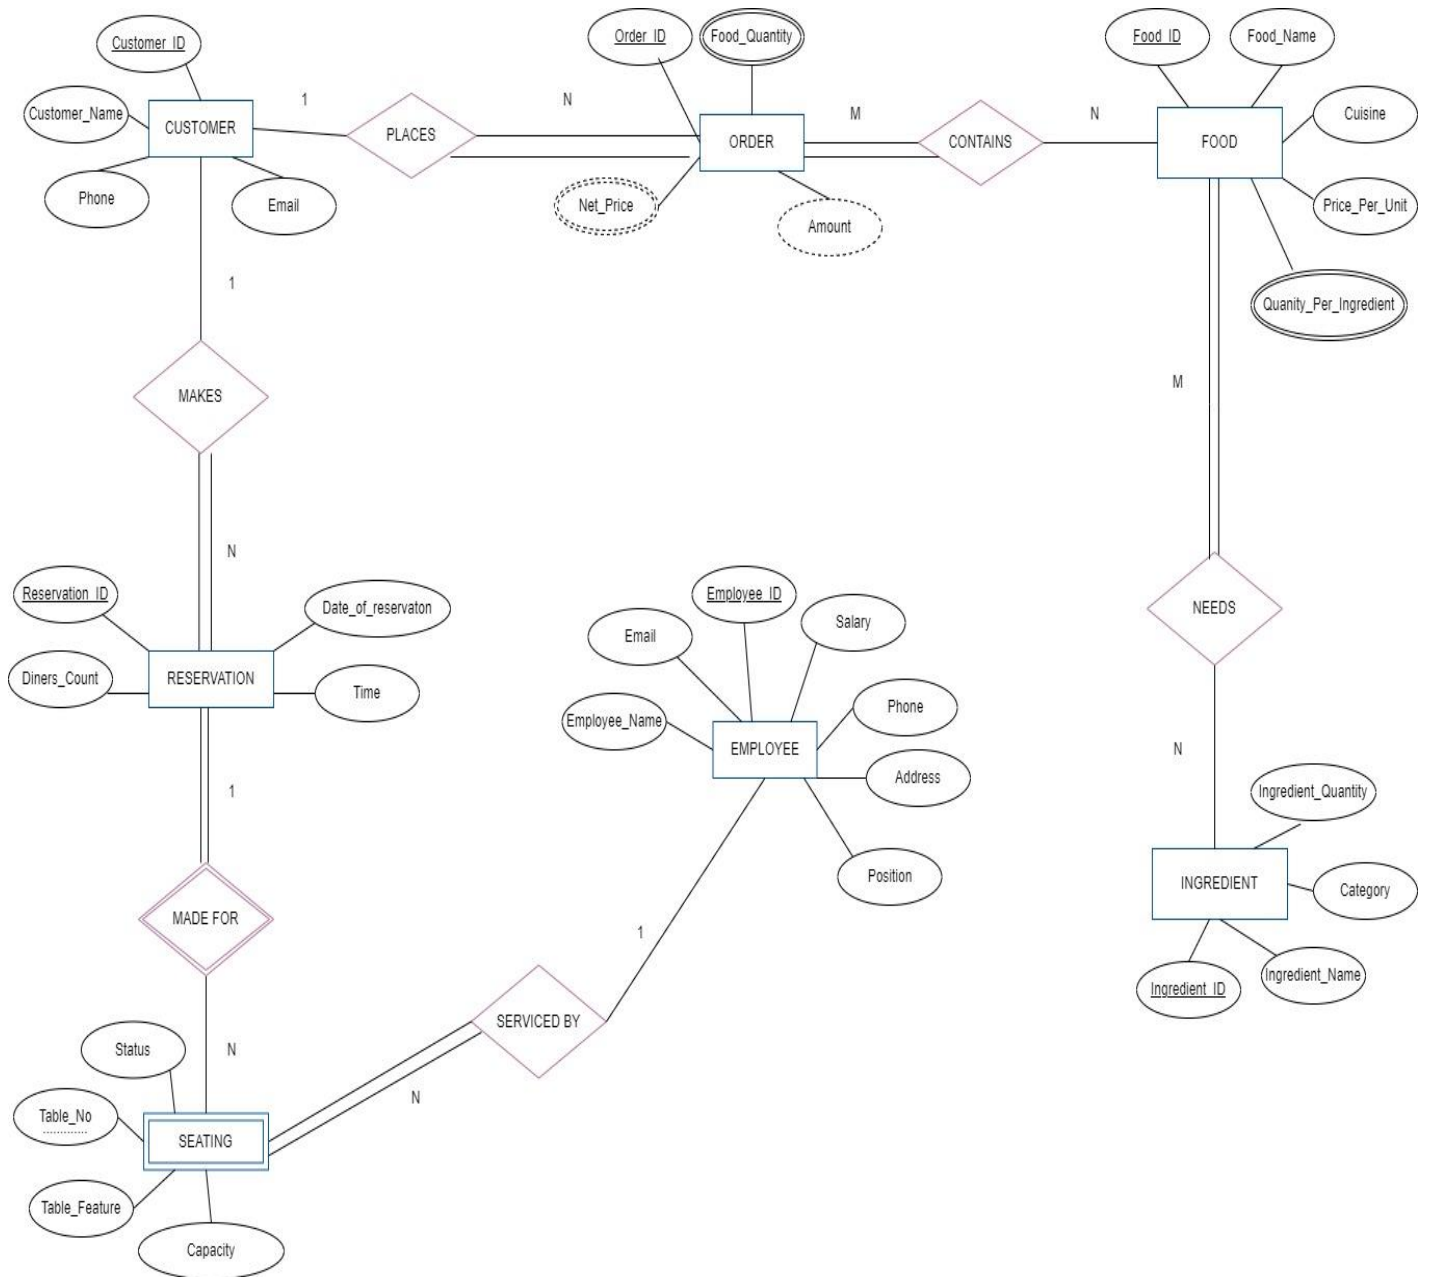 Customer_ID
Order_ID
Food_Quantity
Food_ID
Food_Name
Customer_Name
CUSTOMER
1
PLACES
N
ORDER
M
CONTAINS
N
FOOD
Cuisine
Phone
Email
Net_Price
Amount
Price_Per_Unit
1
Quanity_Per_Ingredient
MAKES
M
N
Reservation_ID
Date_of_reservaton
Employee_ID
Email
Salary
NEEDS
Diners_Count
RESERVATION
Time
Employee_Name
EMPLOYEE
Phone
Address
N
1
Ingredient_Quantity
Position
INGREDIENT
Category
MADE FOR
1
Ingredient_ID
Ingredient_Name
SERVICED BY
Status
N
N
Table_No
SEATING
Table_Feature
Capacity